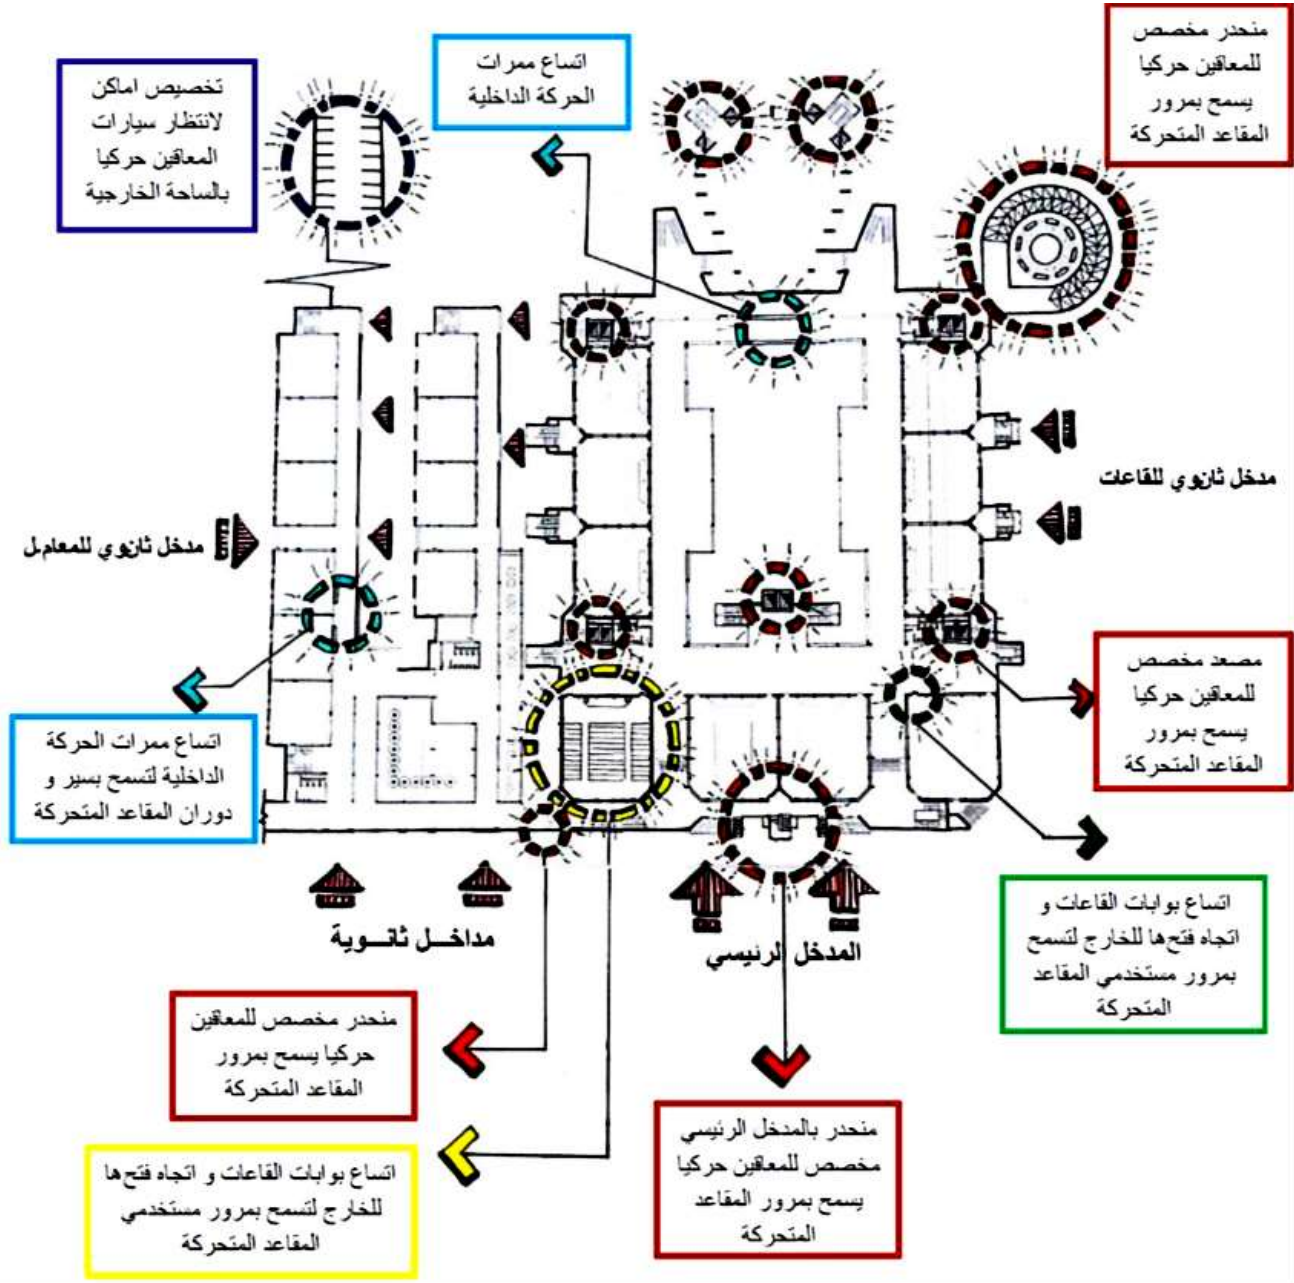 منحدر مخصص
للمعاقين حركيا
يسمح بمرور
المقاعد المتحركة
اتساع ممرات
الحركة الداخلية
تخصيص اماكن
لانتظار سيارات
المعاقين حركيا
بالساحة الخارجية
مدخل ثانوي للقاعات
مدخل ثانوي للمعامل
مصعد مخصص
للمعاقين حركيا
يسمح بمرور
المقاعد المتحركة
اتساع ممرات الحركة
الداخلية لتسمح بسير و
دوران المقاعد المتحركة
اتساع بوابات القاعات و
اتجاه فتحها للخارج لتسمح
بمرور مستخدمي المقاعد
المتحركة
المدخل الرئيسي
مداخل ثانوية
منحدر مخصص للمعاقين
حركيا يسمح بمرور
المقاعد المتحركة
منحدر بالمدخل الرئيسي
مخصص للمعاقين حركيا
يسمح بمرور المقاعد
المتحركة
اتساع بوابات القاعات و اتجاه فتحها
للخارج لتسمح بمرور مستخدمي
المقاعد المتحركة